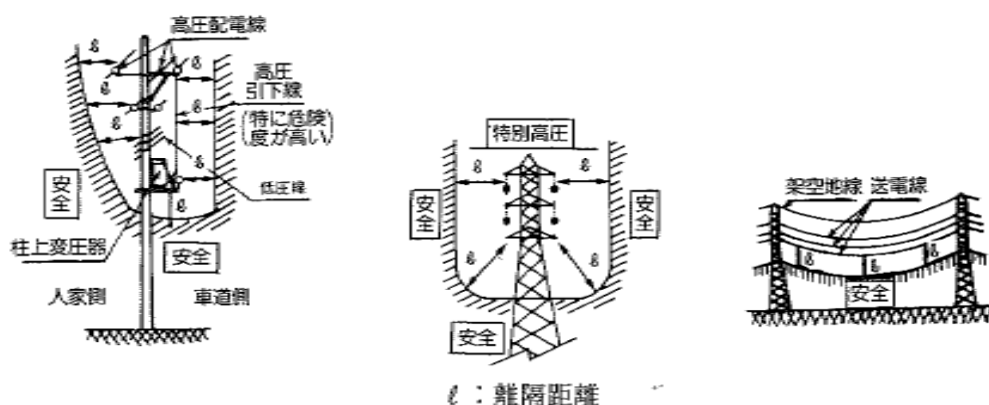 高圧配電線
ℓ
ℓ
高圧
引下線
(特に危険
度が高い)
ℓ
ℓ
ℓ
ℓ
低圧線
ℓ
安全
柱上変圧器
安全
人家側
車道側
特別高圧
ℓ
ℓ
安全
安全
ℓ
ℓ
安全
架空地線 送電線
ℓ
ℓ
ℓ
安全
ℓ:離隔距離